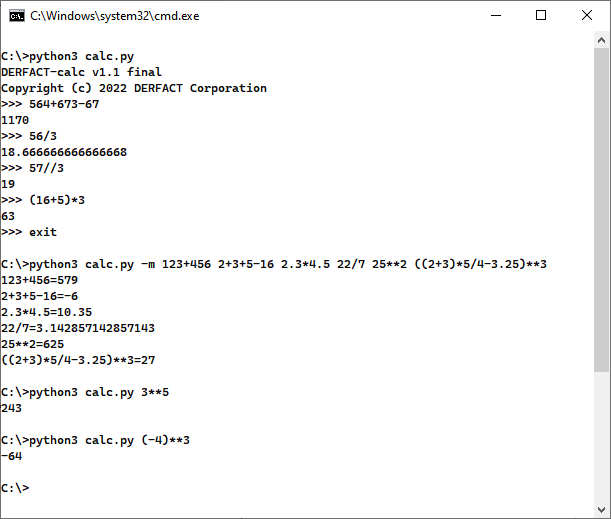 C:\Windows\system32\cmd.exe
C:\>python3 calc.py
DERFACT-calc v1.1 final
Copyright (c) 2022 DERFACT Corporation
>>> 564+673-67
1170
>>> 56/3
18.666666666666668
>>> 57//3
19
>>> (16+5)*3
63
>>> exit
C:\>python3 calc.py -m 123+456 2+3+5-16 2.3*4.5 22/7 25**2 ((2+3)*5/4-3.25)**3
123+456=579
2+3+5-16=-6
2.3*4.5=10.35
22/7=3.142857142857143
25**2=625
((2+3)*5/4-3.25)**3=27
C:\>python3 calc.py 3**5
243
C:\>python3 calc.py (-4)**3
-64
C:\>